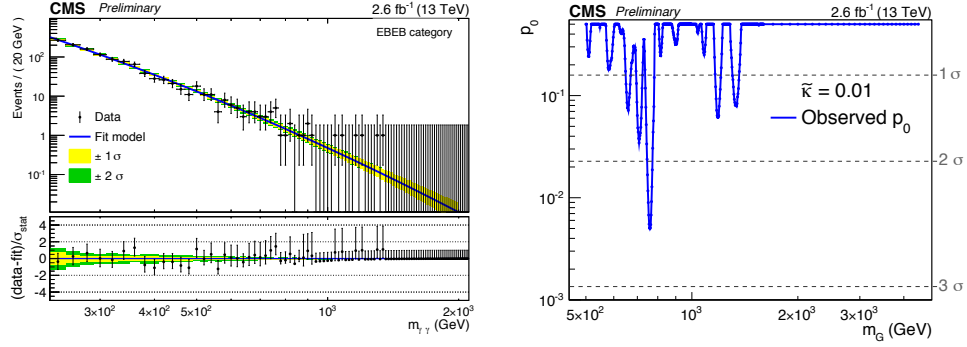 CMS Preliminary 2.6 fb⁻¹ (13 TeV)
EBEB category
Events / ( 20 GeV )
10²
10
1
10⁻¹
Data
Fit model
± 1 σ
± 2 σ
(data-fit)/σstat
4
2
0
-2
-4
3×10² 4×10² 10³ 2×10³
mγγ (GeV)
CMS Preliminary 2.6 fb⁻¹ (13 TeV)
p₀
10⁻¹
10⁻²
10⁻³
1 σ
2 σ
3 σ
κ̃ = 0.01
Observed p₀
5×10² 10³ 2×10³ 3×10³
mG (GeV)